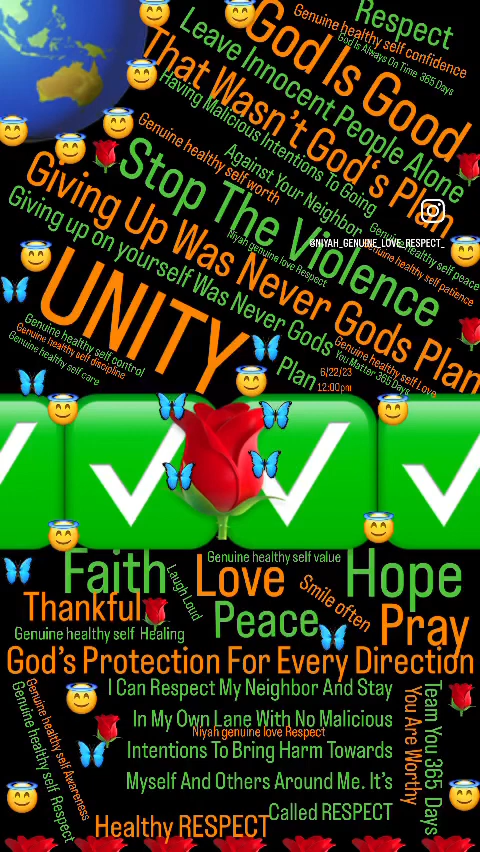 Respect
Genuine healthy self confidence
God Is Always On Time 365 Days
God Is Good
Leave Innocent People Alone
That Wasn't God's Plan
Having Malicious Intentions To Going
Against Your Neighbor
Genuine healthy self worth
Genuine healthy self peace
Genuine healthy self patience
@NIYAH_GENUINE_LOVE_RESPECT_
Stop The Violence
Niyah genuine love Respect
Giving Up Was Never Gods Plan
Giving up on yourself Was Never Gods
Plan
Genuine healthy self Love
You Matter 365 Days
6/22/23
12:00pm
UNITY
Genuine healthy self control
Genuine healthy self discipline
Genuine healthy self care
Faith
Laugh Loud
Genuine healthy self value
Love
Hope
Smile often
Thankful
Peace
Pray
Genuine healthy self Healing
God's Protection For Every Direction
I Can Respect My Neighbor And Stay
In My Own Lane With No Malicious
Niyah genuine love Respect
Intentions To Bring Harm Towards
Myself And Others Around Me. It's
Called RESPECT
Healthy RESPECT
Genuine healthy self Awareness
Genuine healthy self Respect
You Are Worthy
Team You 365 Days